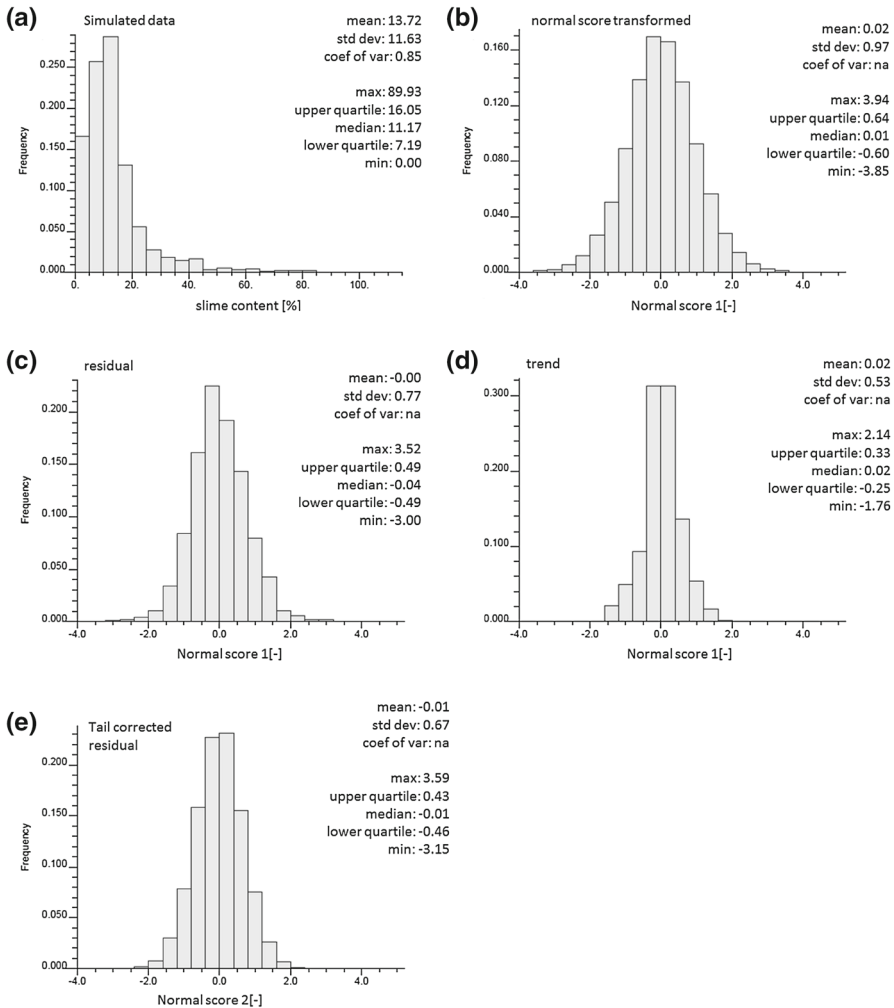 (a)
Simulated data
mean: 13.72
std dev: 11.63
coef of var: 0.85
max: 89.93
upper quartile: 16.05
median: 11.17
lower quartile: 7.19
min: 0.00
Frequency
0.250
0.200
0.150
0.100
0.050
0.000
0. 20. 40. 60. 80. 100.
slime content [%]
(b)
normal score transformed
mean: 0.02
std dev: 0.97
coef of var: na
max: 3.94
upper quartile: 0.64
median: 0.01
lower quartile: -0.60
min: -3.85
Frequency
0.160
0.120
0.080
0.040
0.000
-4.0 -2.0 0.0 2.0 4.0
Normal score 1[-]
(c)
residual
mean: -0.00
std dev: 0.77
coef of var: na
max: 3.52
upper quartile: 0.49
median: -0.04
lower quartile: -0.49
min: -3.00
Frequency
0.200
0.150
0.100
0.050
0.000
-4.0 -2.0 0.0 2.0 4.0
Normal score 1[-]
(d)
trend
mean: 0.02
std dev: 0.53
coef of var: na
max: 2.14
upper quartile: 0.33
median: 0.02
lower quartile: -0.25
min: -1.76
Frequency
0.300
0.200
0.100
0.000
-4.0 -2.0 0.0 2.0 4.0
Normal score 1[-]
(e)
Tail corrected
residual
mean: -0.01
std dev: 0.67
coef of var: na
max: 3.59
upper quartile: 0.43
median: -0.01
lower quartile: -0.46
min: -3.15
Frequency
0.200
0.150
0.100
0.050
0.000
-4.0 -2.0 0.0 2.0 4.0
Normal score 2[-]